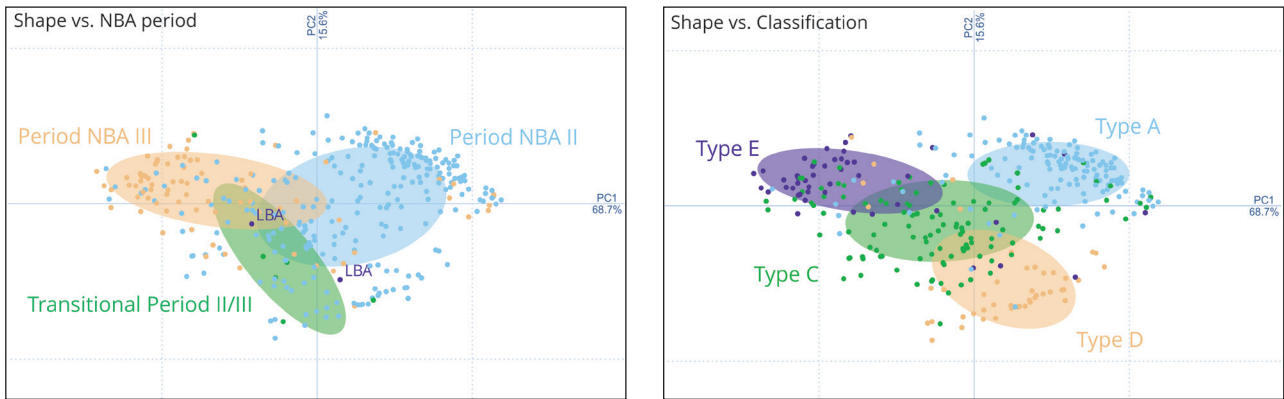 Shape vs. NBA period
PC2
15.6%
Period NBA III
Period NBA II
PC1
68.7%
LBA
LBA
Transitional Period II/III
Shape vs. Classification
PC2
15.6%
Type A
Type E
PC1
68.7%
Type C
Type D